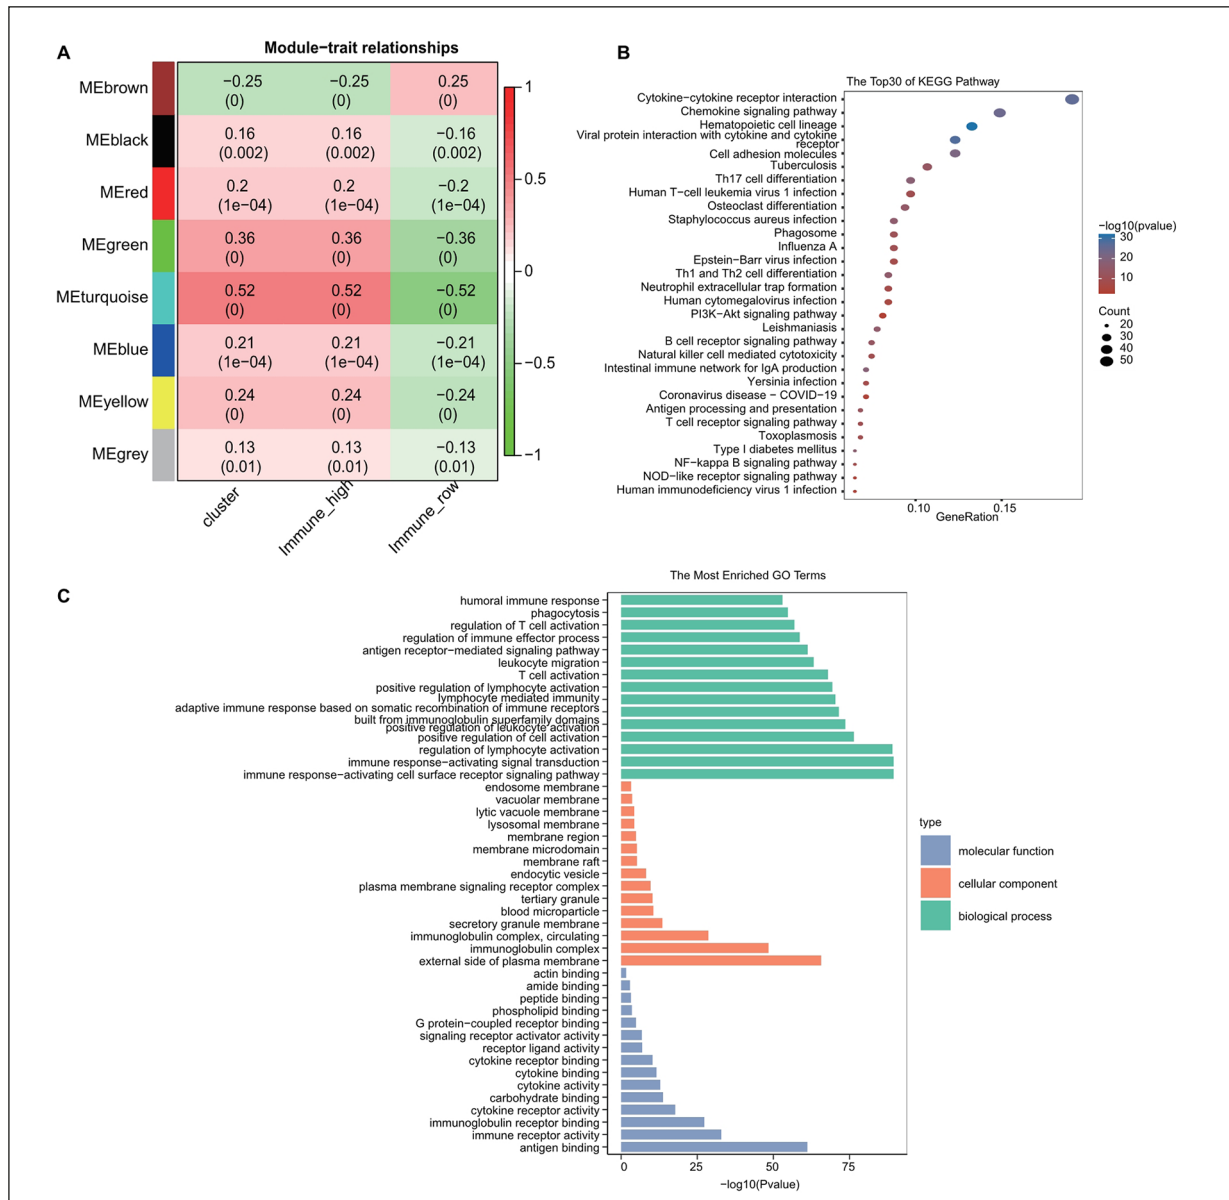 A
Module−trait relationships
MEbrown
−0.25
(0)
−0.25
(0)
0.25
(0)
MEblack
0.16
(0.002)
0.16
(0.002)
−0.16
(0.002)
MEred
0.2
(1e−04)
0.2
(1e−04)
−0.2
(1e−04)
MEgreen
0.36
(0)
0.36
(0)
−0.36
(0)
MEturquoise
0.52
(0)
0.52
(0)
−0.52
(0)
MEblue
0.21
(1e−04)
0.21
(1e−04)
−0.21
(1e−04)
MEyellow
0.24
(0)
0.24
(0)
−0.24
(0)
MEgrey
0.13
(0.01)
0.13
(0.01)
−0.13
(0.01)
cluster
Immune_high
Immune_row
1
0.5
0
−0.5
−1
B
The Top30 of KEGG Pathway
Cytokine−cytokine receptor interaction
Chemokine signaling pathway
Hematopoietic cell lineage
Viral protein interaction with cytokine and cytokine
receptor
Cell adhesion molecules
Tuberculosis
Th17 cell differentiation
Human T−cell leukemia virus 1 infection
Osteoclast differentiation
Staphylococcus aureus infection
Phagosome
Influenza A
Epstein−Barr virus infection
Th1 and Th2 cell differentiation
Neutrophil extracellular trap formation
Human cytomegalovirus infection
PI3K−Akt signaling pathway
Leishmaniasis
B cell receptor signaling pathway
Natural killer cell mediated cytotoxicity
Intestinal immune network for IgA production
Yersinia infection
Coronavirus disease − COVID−19
Antigen processing and presentation
T cell receptor signaling pathway
Toxoplasmosis
Type I diabetes mellitus
NF−kappa B signaling pathway
NOD−like receptor signaling pathway
Human immunodeficiency virus 1 infection
0.10
0.15
GeneRation
−log10(pvalue)
30
20
10
Count
20
30
40
50
C
The Most Enriched GO Terms
humoral immune response
phagocytosis
regulation of T cell activation
regulation of immune effector process
antigen receptor−mediated signaling pathway
leukocyte migration
T cell activation
positive regulation of lymphocyte activation
lymphocyte mediated immunity
adaptive immune response based on somatic recombination of immune receptors
built from immunoglobulin superfamily domains
positive regulation of leukocyte activation
positive regulation of cell activation
regulation of lymphocyte activation
immune response−activating signal transduction
immune response−activating cell surface receptor signaling pathway
endosome membrane
vacuolar membrane
lytic vacuole membrane
lysosomal membrane
membrane region
membrane microdomain
membrane raft
endocytic vesicle
plasma membrane signaling receptor complex
tertiary granule
blood microparticle
secretory granule membrane
immunoglobulin complex, circulating
immunoglobulin complex
external side of plasma membrane
actin binding
amide binding
peptide binding
phospholipid binding
G protein−coupled receptor binding
signaling receptor activator activity
receptor ligand activity
cytokine receptor binding
cytokine binding
cytokine activity
carbohydrate binding
cytokine receptor activity
immunoglobulin receptor binding
immune receptor activity
antigen binding
0
25
50
75
−log10(Pvalue)
type
molecular function
cellular component
biological process